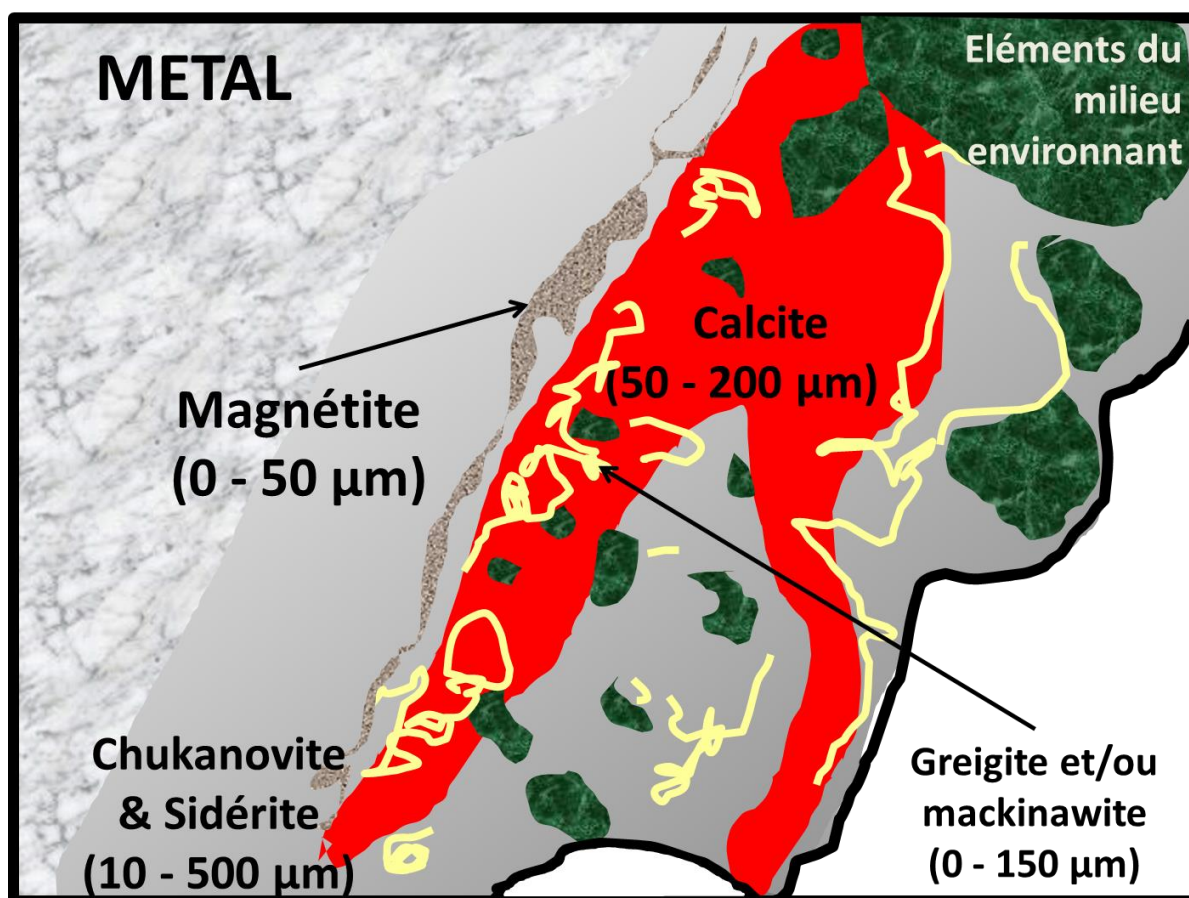 METAL
Eléments du
milieu
environnant
Calcite
(50 - 200 µm)
Magnétite
(0 - 50 µm)
Chukanovite
& Sidérite
(10 - 500 µm)
Greigite et/ou
mackinawite
(0 - 150 µm)